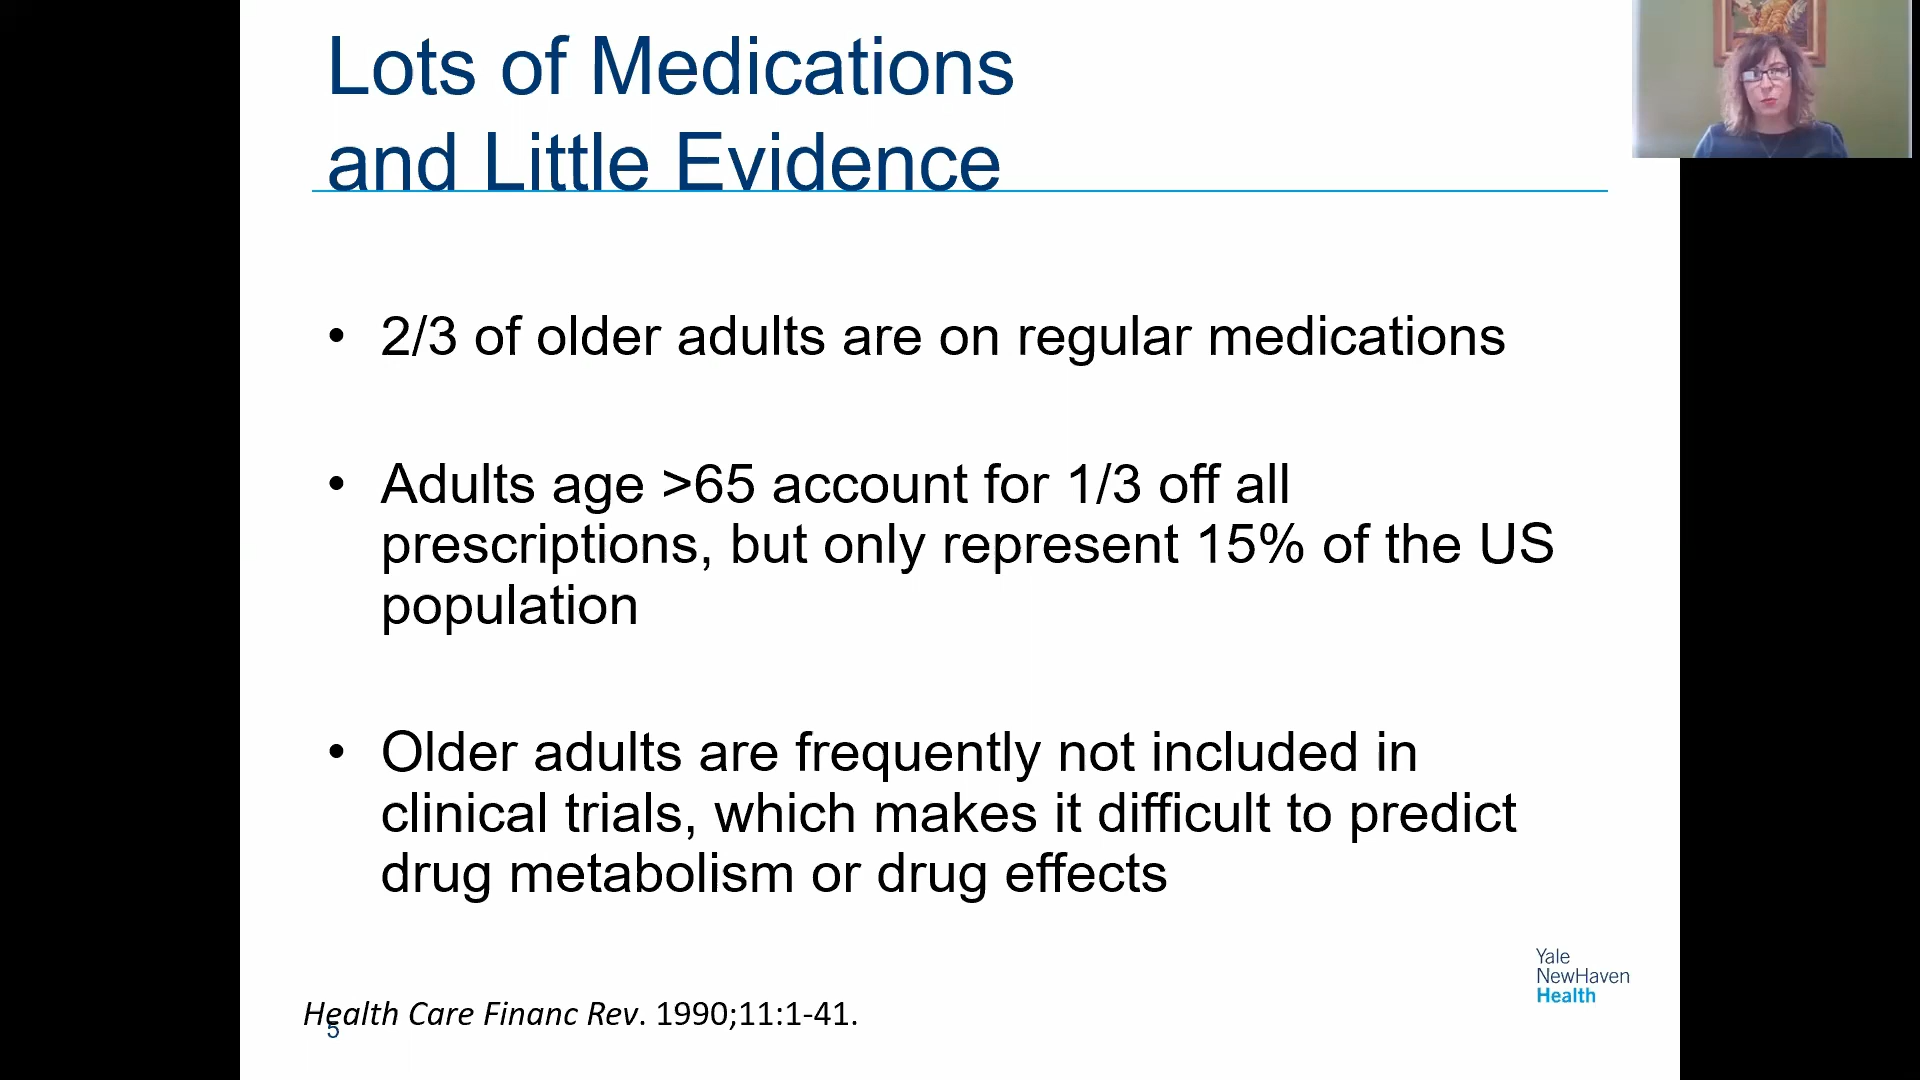 Lots of Medications
and Little Evidence
• 2/3 of older adults are on regular medications
• Adults age >65 account for 1/3 off all
prescriptions, but only represent 15% of the US
population
• Older adults are frequently not included in
clinical trials, which makes it difficult to predict
drug metabolism or drug effects
Yale
NewHaven
Health
Health Care Financ Rev. 1990;11:1-41.
5